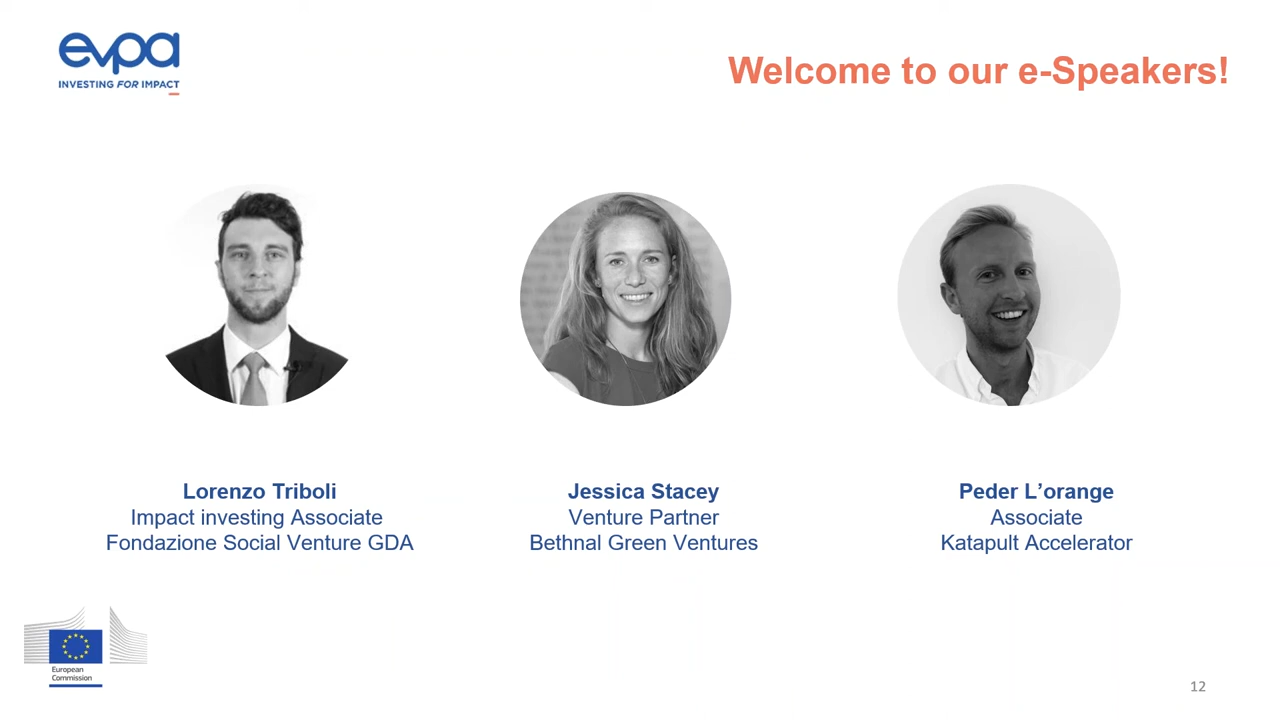 evpa
INVESTING FOR IMPACT
Welcome to our e-Speakers!
Lorenzo Triboli
Impact investing Associate
Fondazione Social Venture GDA
Jessica Stacey
Venture Partner
Bethnal Green Ventures
Peder L’orange
Associate
Katapult Accelerator
European
Commission
12